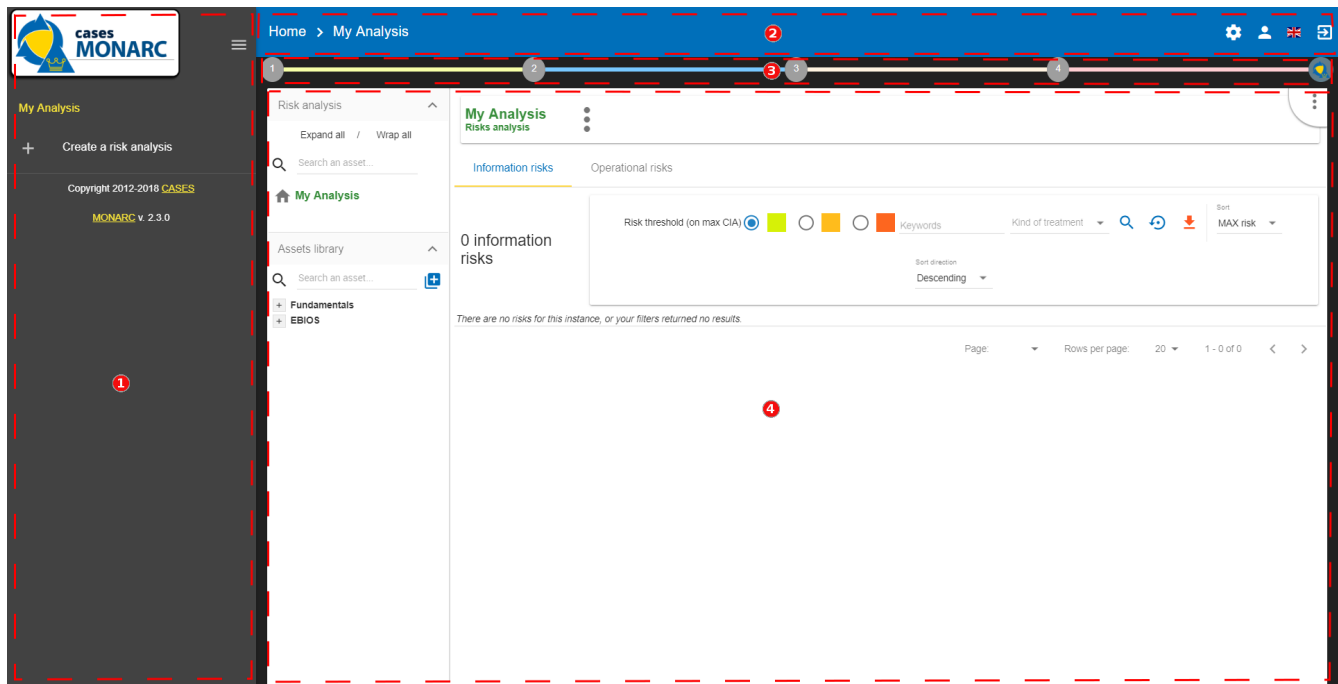 cases
MONARC
Home > My Analysis
2
1
2
3
3
4
My Analysis
+ Create a risk analysis
Copyright 2012-2018 CASES
MONARC v. 2.3.0
1
Risk analysis
Expand all / Wrap all
Search an asset...
My Analysis
Assets library
Search an asset...
+ Fundamentals
+ EBIOS
My Analysis
Risks analysis
Information risks Operational risks
0 information
risks
Risk threshold (on max CIA) Keywords Kind of treatment
Sort
MAX risk
Sort direction
Descending
There are no risks for this instance, or your filters returned no results.
Page: Rows per page: 20 1 - 0 of 0 < >
4